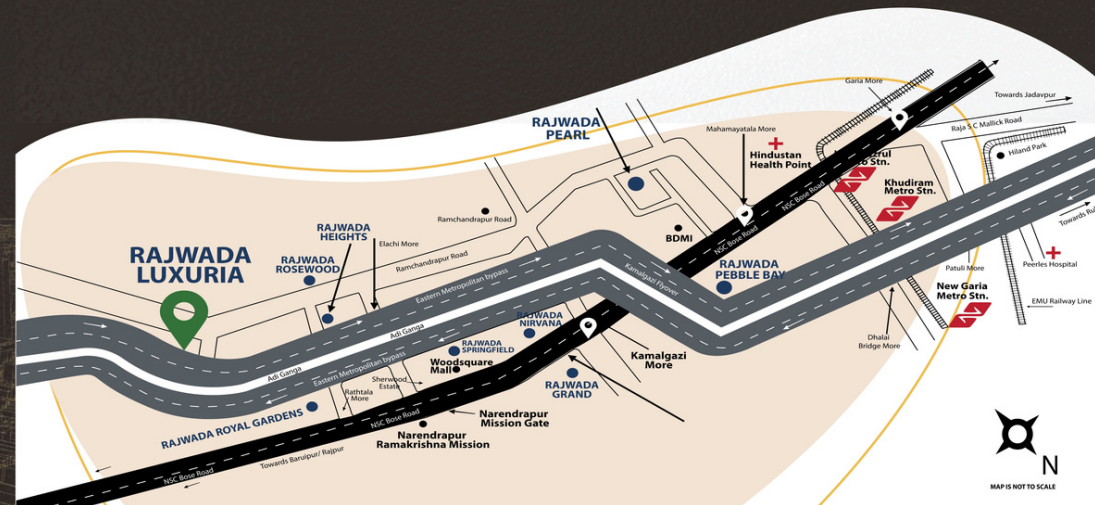 Garia More
Towards Jadavpur
Raja S C Mallick Road
RAJWADA
PEARL
Mahamayatala More
Hindustan
Health Point
Stn.
Hiland Park
Khudiram
Metro Stn.
NSC Bose Road
NSC Bose Road
Ramchandrapur Road
BDMI
RAJWADA
HEIGHTS
Elachi More
Ramchandrapur Road
RAJWADA
LUXURIA
RAJWADA
ROSEWOOD
Eastern Metropolitan bypass
Kamalgazi Flyover
RAJWADA
PEBBLE BAY
Patuli More
Towards
Peerles Hospital
New Garia
Metro Stn.
EMU Railway Line
Dhalai
Bridge More
Adi Ganga
RAJWADA
NIRVANA
RAJWADA
SPRINGFIELD
Woodsquare
Mall
Kamalgazi
More
Adi Ganga
Eastern Metropolitan bypass
Sherwood
Estate
Rathtala
More
RAJWADA
GRAND
RAJWADA ROYAL GARDENS
NSC Bose Road
Narendrapur
Mission Gate
Narendrapur
Ramakrishna Mission
Towards Baruipur/ Rajpur
NSC Bose Road
N
MAP IS NOT TO SCALE